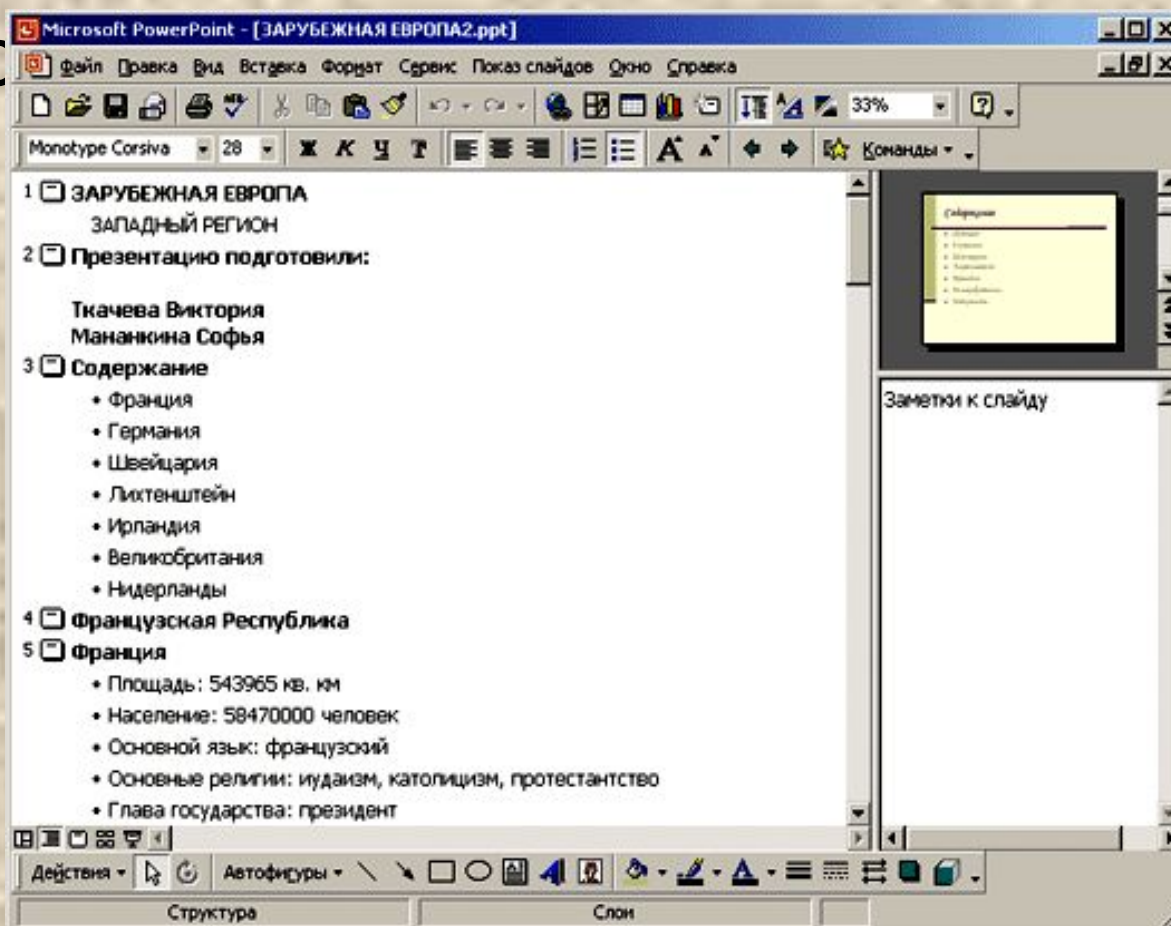 Microsoft PowerPoint - [ЗАРУБЕЖНАЯ ЕВРОПА2.ppt]
Файл Правка Вид Вставка Формат Сервис Показ слайдов Окно Справка
33%
Monotype Corsiva 28 Ж К Ч Т Команды
1 ЗАРУБЕЖНАЯ ЕВРОПА
ЗАПАДНЫЙ РЕГИОН
2 Презентацию подготовили:
Ткачева Виктория
Мананкина Софья
3 Содержание
• Франция
• Германия
• Швейцария
• Лихтенштейн
• Ирландия
• Великобритания
• Нидерланды
4 Французская Республика
5 Франция
• Площадь: 543965 кв. км
• Население: 58470000 человек
• Основной язык: французский
• Основные религии: иудаизм, католицизм, протестантство
• Глава государства: президент
Содержание
Заметки к слайду
Действия Автофигуры
Структура Слои